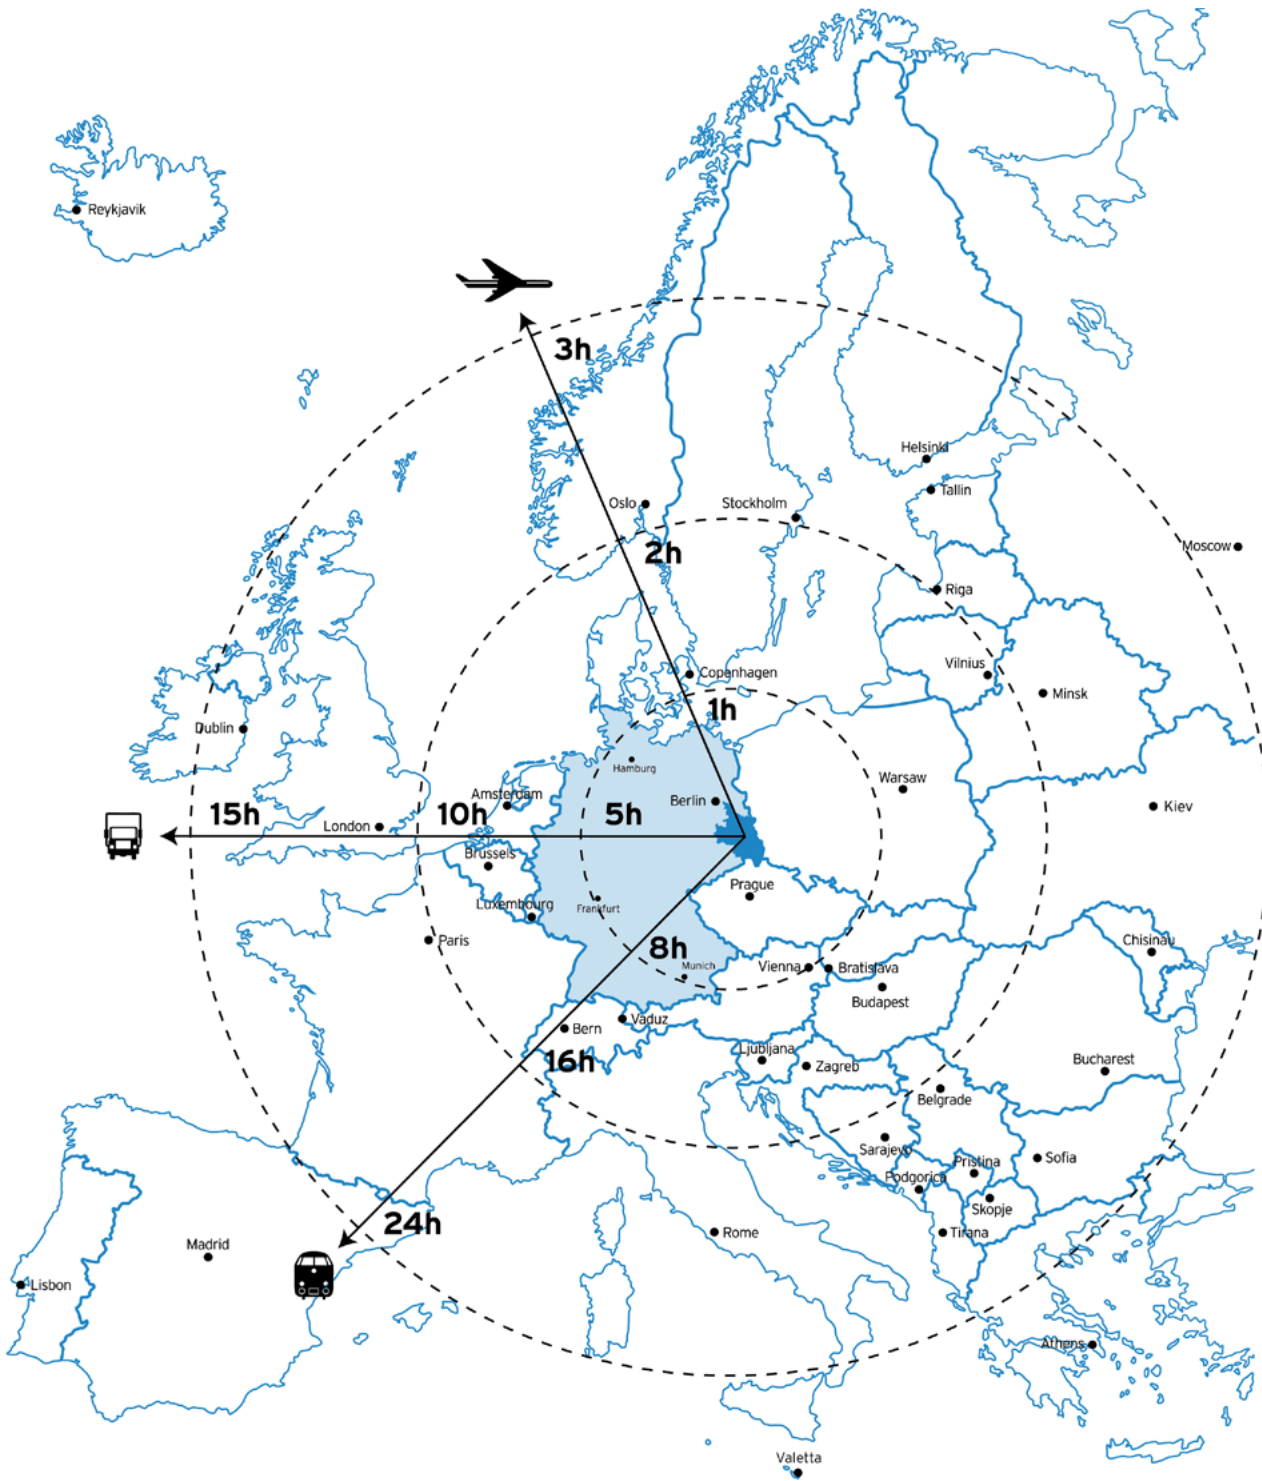 Reykjavik
3h
Helsinki
Tallin
Oslo
Stockholm
Moscow
2h
Riga
Vilnius
Copenhagen
Minsk
1h
Dublin
Hamburg
Warsaw
Amsterdam
Berlin
Kiev
15h
10h
5h
London
Brussels
Prague
Luxembourg
Frankfurt
Paris
8h
Chisinau
Munich
Vienna
Bratislava
Budapest
Vaduz
Bern
Ljubljana
16h
Zagreb
Bucharest
Belgrade
Sarajevo
Pristina
Sofia
Podgorica
Skopje
24h
Rome
Tirana
Madrid
Lisbon
Athens
Valetta